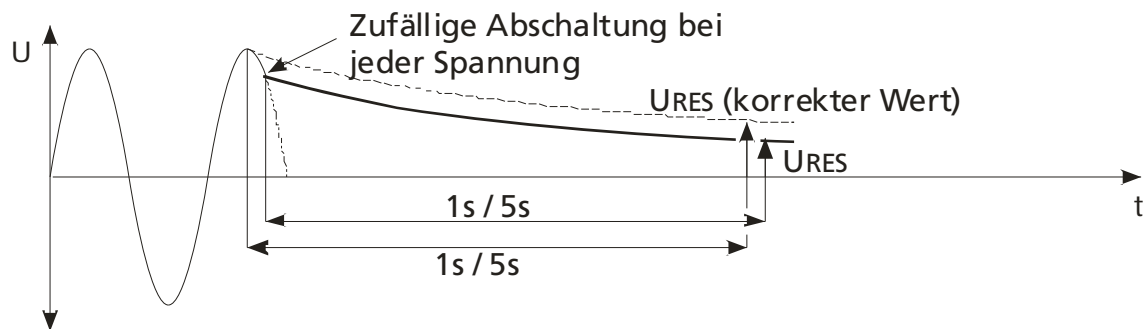 Zufällige Abschaltung bei
jeder Spannung
U
URES (korrekter Wert)
URES
t
1s / 5s
1s / 5s